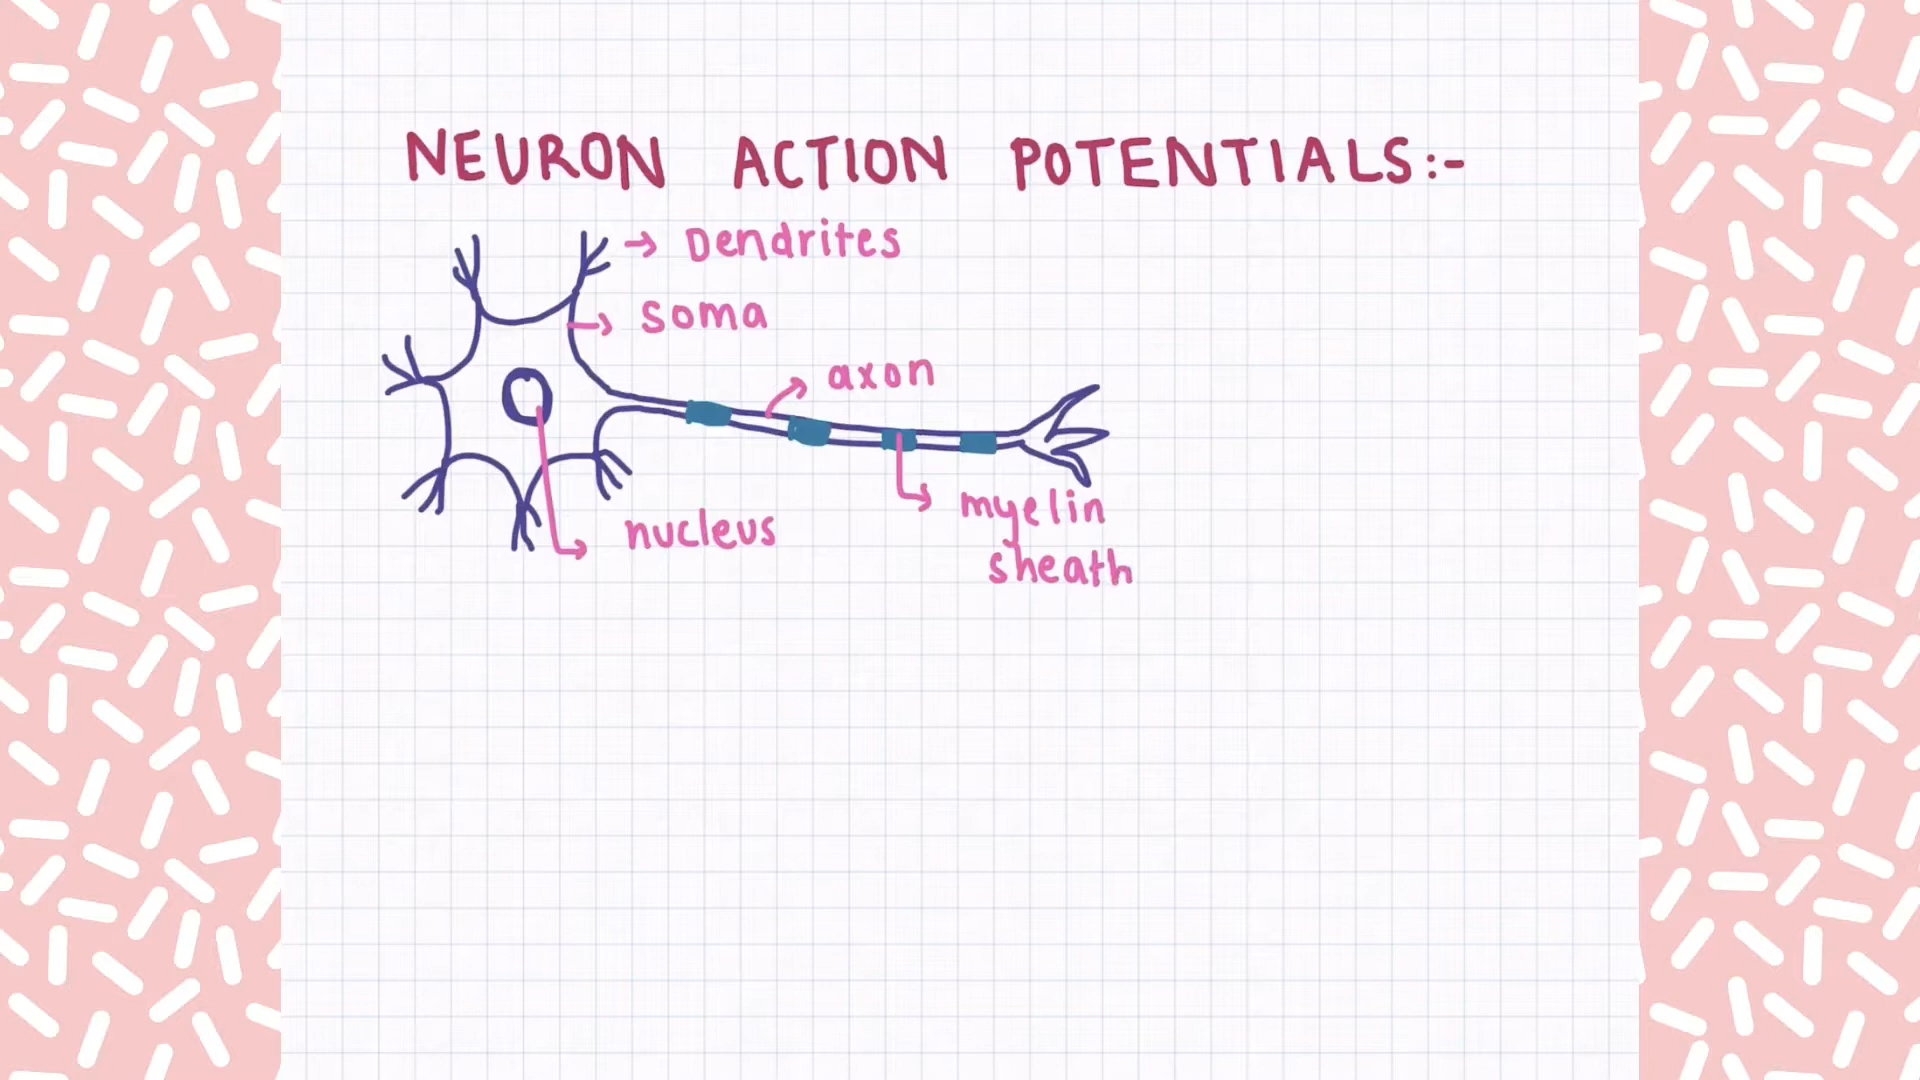 NEURON ACTION POTENTIALS:-
Dendrites
soma
axon
nucleus
myelin
sheath